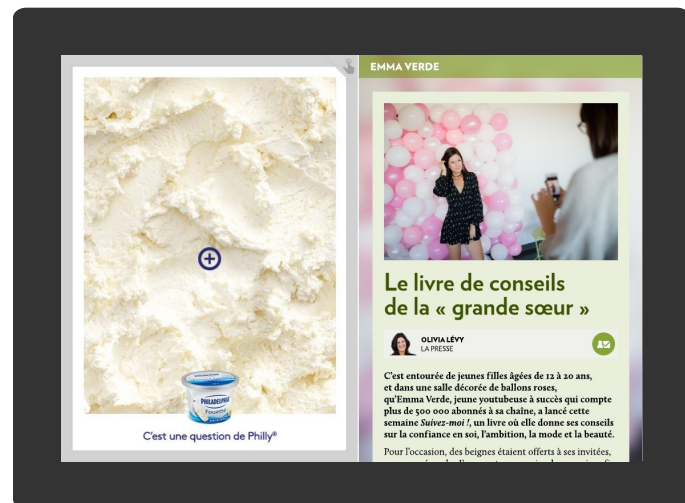 PHILADELPHIA
Fouetté
C'est une question de Philly®
EMMA VERDE
Le livre de conseils
de la « grande sœur »
OLIVIA LÉVY
LA PRESSE
C'est entourée de jeunes filles âgées de 12 à 20 ans,
et dans une salle décorée de ballons roses,
qu'Emma Verde, jeune youtubeuse à succès qui compte
plus de 500 000 abonnés à sa chaîne, a lancé cette
semaine Suivez-moi !, un livre où elle donne ses conseils
sur la confiance en soi, l'ambition, la mode et la beauté.
Pour l'occasion, des beignes étaient offerts à ses invitées,